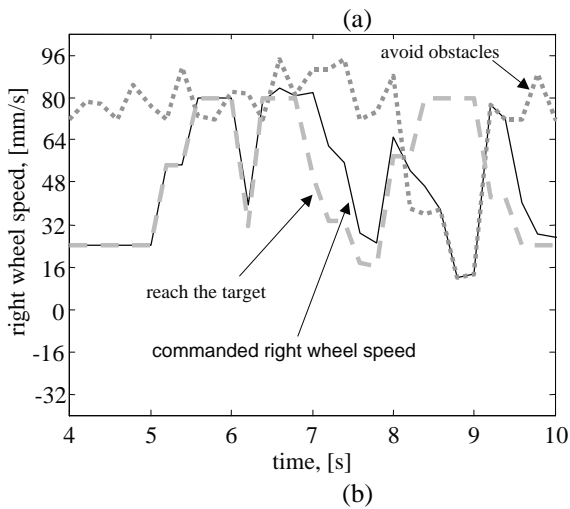 (a)
right wheel speed, [mm/s]
96
80
64
48
32
16
0
-16
-32
avoid obstacles
reach the target
commanded right wheel speed
4 5 6 7 8 9 10
time, [s]
(b)